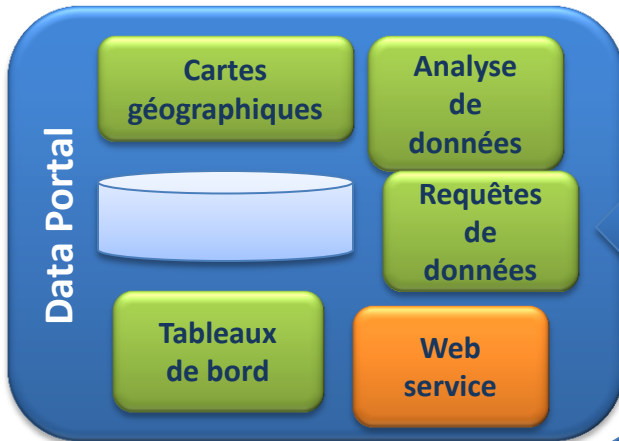 Data Portal
Cartes
géographiques
Analyse
de
données
Requêtes
de
données
Tableaux
de bord
Web
service